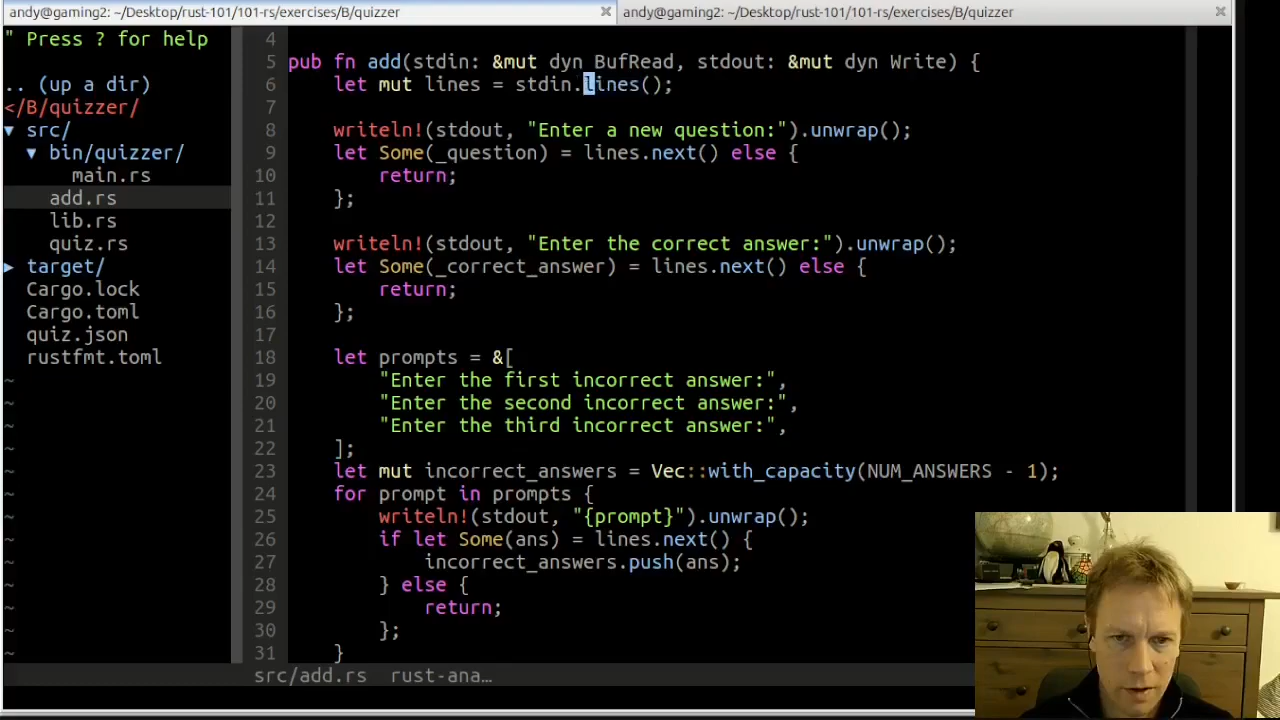 andy@gaming2: ~/Desktop/rust-101/101-rs/exercises/B/quizzer
andy@gaming2: ~/Desktop/rust-101/101-rs/exercises/B/quizzer
" Press ? for help
.. (up a dir)
</B/quizzer/
▼ src/
▼ bin/quizzer/
main.rs
add.rs
lib.rs
quiz.rs
▶ target/
Cargo.lock
Cargo.toml
quiz.json
rustfmt.toml
~
~
~
~
~
~
~
~
~
~
~
~
~
4
5 pub fn add(stdin: &mut dyn BufRead, stdout: &mut dyn Write) {
6     let mut lines = stdin.lines();
7
8     writeln!(stdout, "Enter a new question:").unwrap();
9     let Some(_question) = lines.next() else {
10         return;
11     };
12
13     writeln!(stdout, "Enter the correct answer:").unwrap();
14     let Some(_correct_answer) = lines.next() else {
15         return;
16     };
17
18     let prompts = &[
19         "Enter the first incorrect answer:",
20         "Enter the second incorrect answer:",
21         "Enter the third incorrect answer:",
22     ];
23     let mut incorrect_answers = Vec::with_capacity(NUM_ANSWERS - 1);
24     for prompt in prompts {
25         writeln!(stdout, "{prompt}").unwrap();
26         if let Some(ans) = lines.next() {
27             incorrect_answers.push(ans);
28         } else {
29             return;
30         };
31     }
src/add.rs rust-ana…